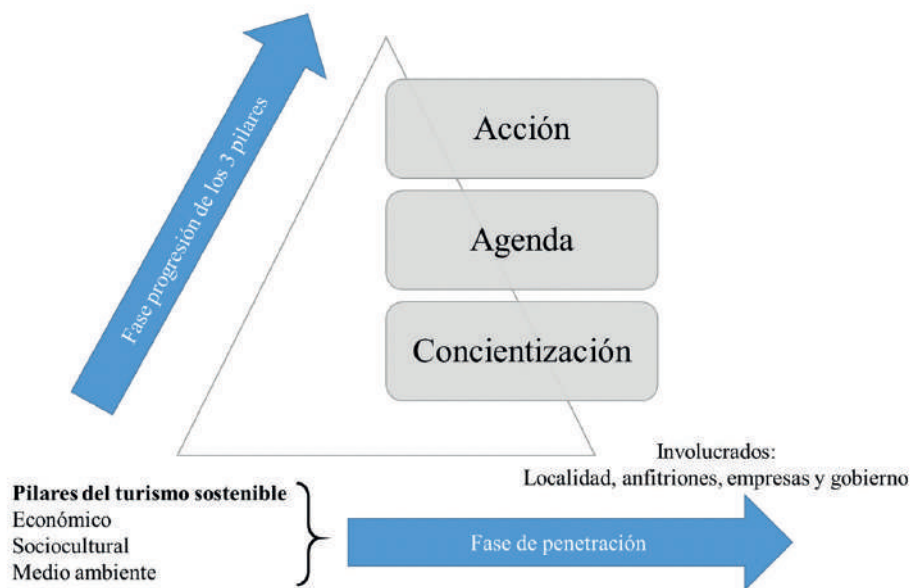 Fase progresión de los 3 pilares
Acción
Agenda
Concientización
Involucrados:
Localidad, anfitriones, empresas y gobierno
Pilares del turismo sostenible
Económico
Sociocultural
Medio ambiente
Fase de penetración